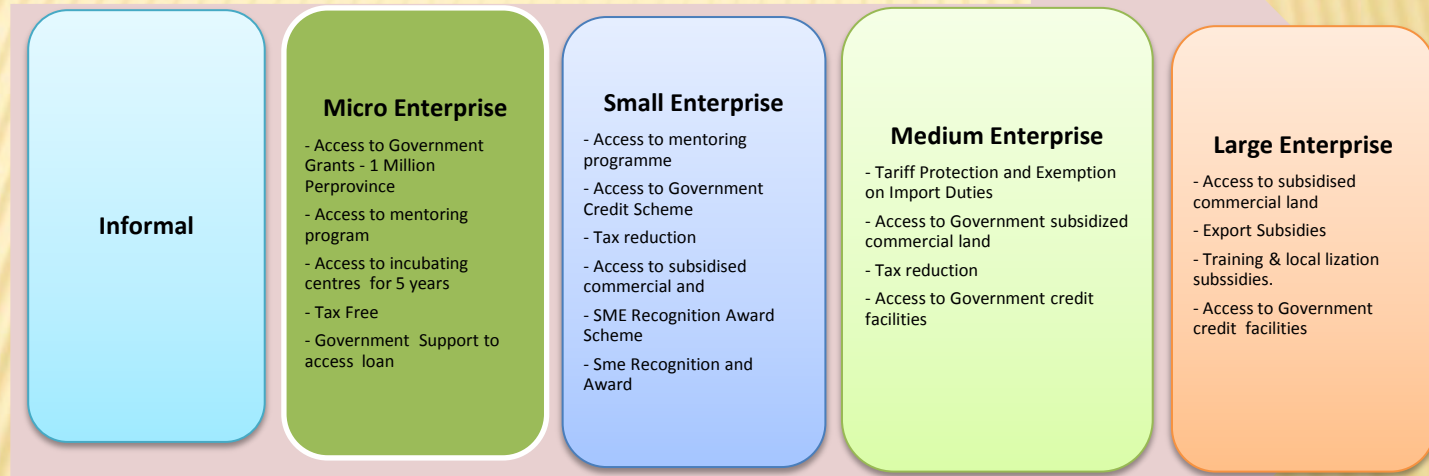 Informal
Micro Enterprise
- Access to Government
Grants - 1 Million
Perprovince
- Access to mentoring
program
- Access to incubating
centres for 5 years
- Tax Free
- Government Support to
access loan
Small Enterprise
- Access to mentoring
programme
- Access to Government
Credit Scheme
- Tax reduction
- Access to subsidised
commercial and
- SME Recognition Award
Scheme
- Sme Recognition and
Award
Medium Enterprise
- Tariff Protection and Exemption
on Import Duties
- Access to Government subsidized
commercial land
- Tax reduction
- Access to Government credit
facilities
Large Enterprise
- Access to subsidised
commercial land
- Export Subsidies
- Training & local lization
subssidies.
- Access to Government
credit facilities